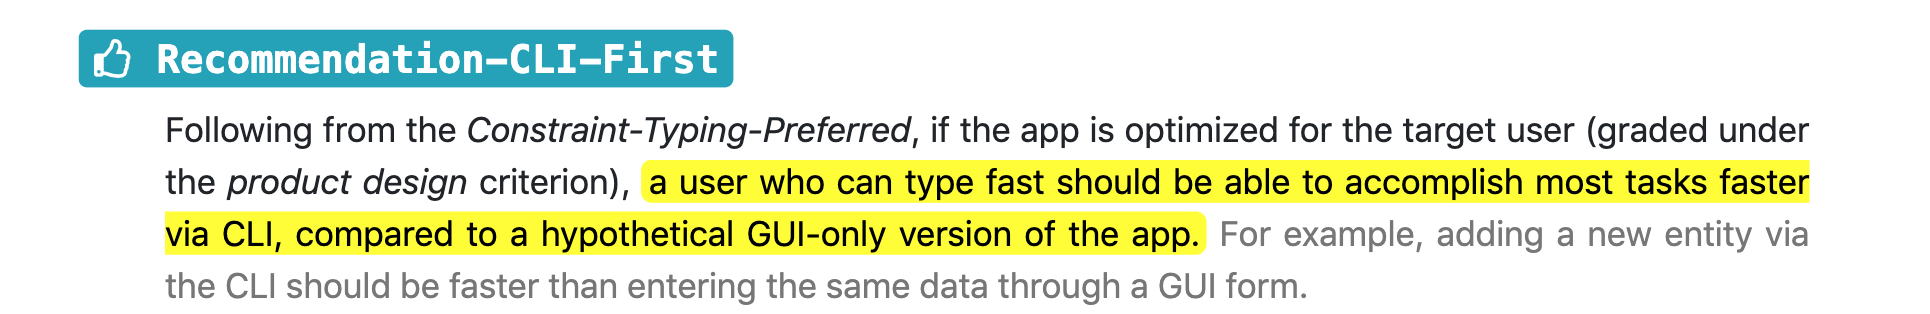 Recommendation-CLI-First
Following from the Constraint-Typing-Preferred, if the app is optimized for the target user (graded under
the product design criterion), a user who can type fast should be able to accomplish most tasks faster
via CLI, compared to a hypothetical GUI-only version of the app. For example, adding a new entity via
the CLI should be faster than entering the same data through a GUI form.